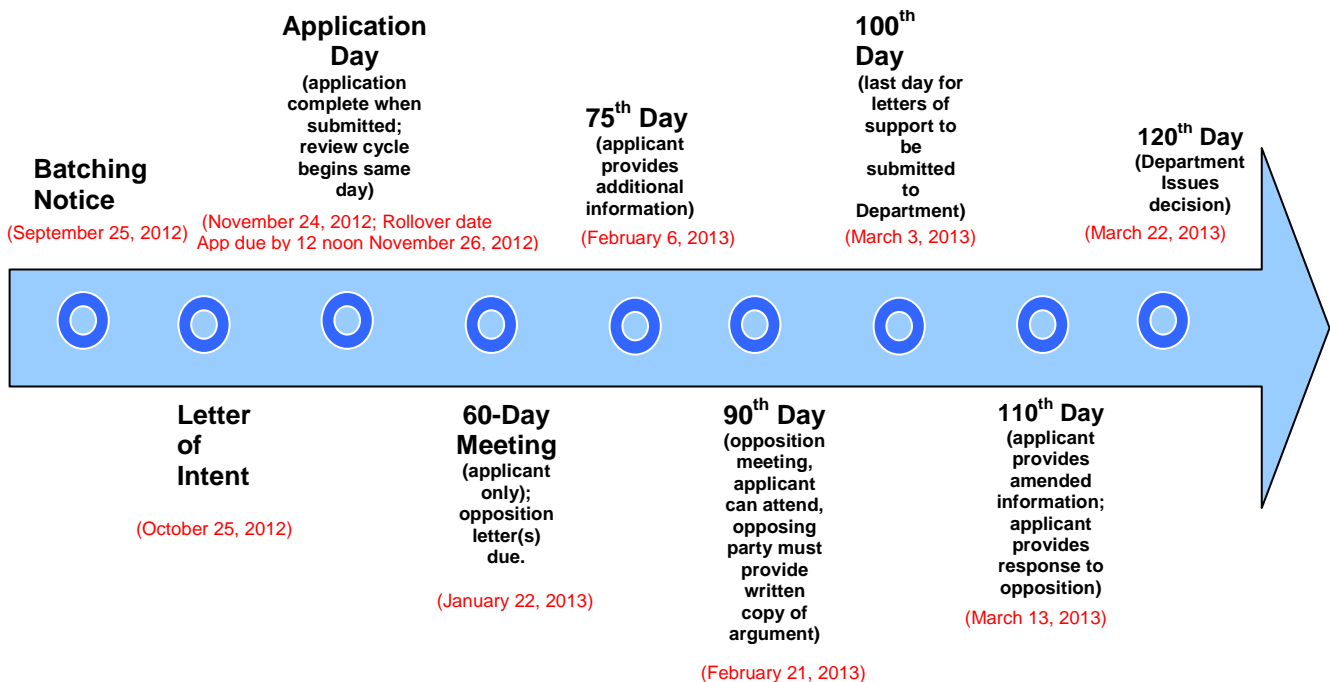 Batching
Notice
(September 25, 2012)
Letter
of
Intent
(October 25, 2012)
Application
Day
(application
complete when
submitted;
review cycle
begins same
day)
(November 24, 2012; Rollover date
App due by 12 noon November 26, 2012)
60-Day
Meeting
(applicant
only);
opposition
letter(s)
due.
(January 22, 2013)
75th Day
(applicant
provides
additional
information)
(February 6, 2013)
90th Day
(opposition
meeting,
applicant
can attend,
opposing
party must
provide
written
copy of
argument)
(February 21, 2013)
100th
Day
(last day for
letters of
support to
be
submitted
to
Department)
(March 3, 2013)
110th Day
(applicant
provides
amended
information;
applicant
provides
response to
opposition)
(March 13, 2013)
120th Day
(Department
Issues
decision)
(March 22, 2013)